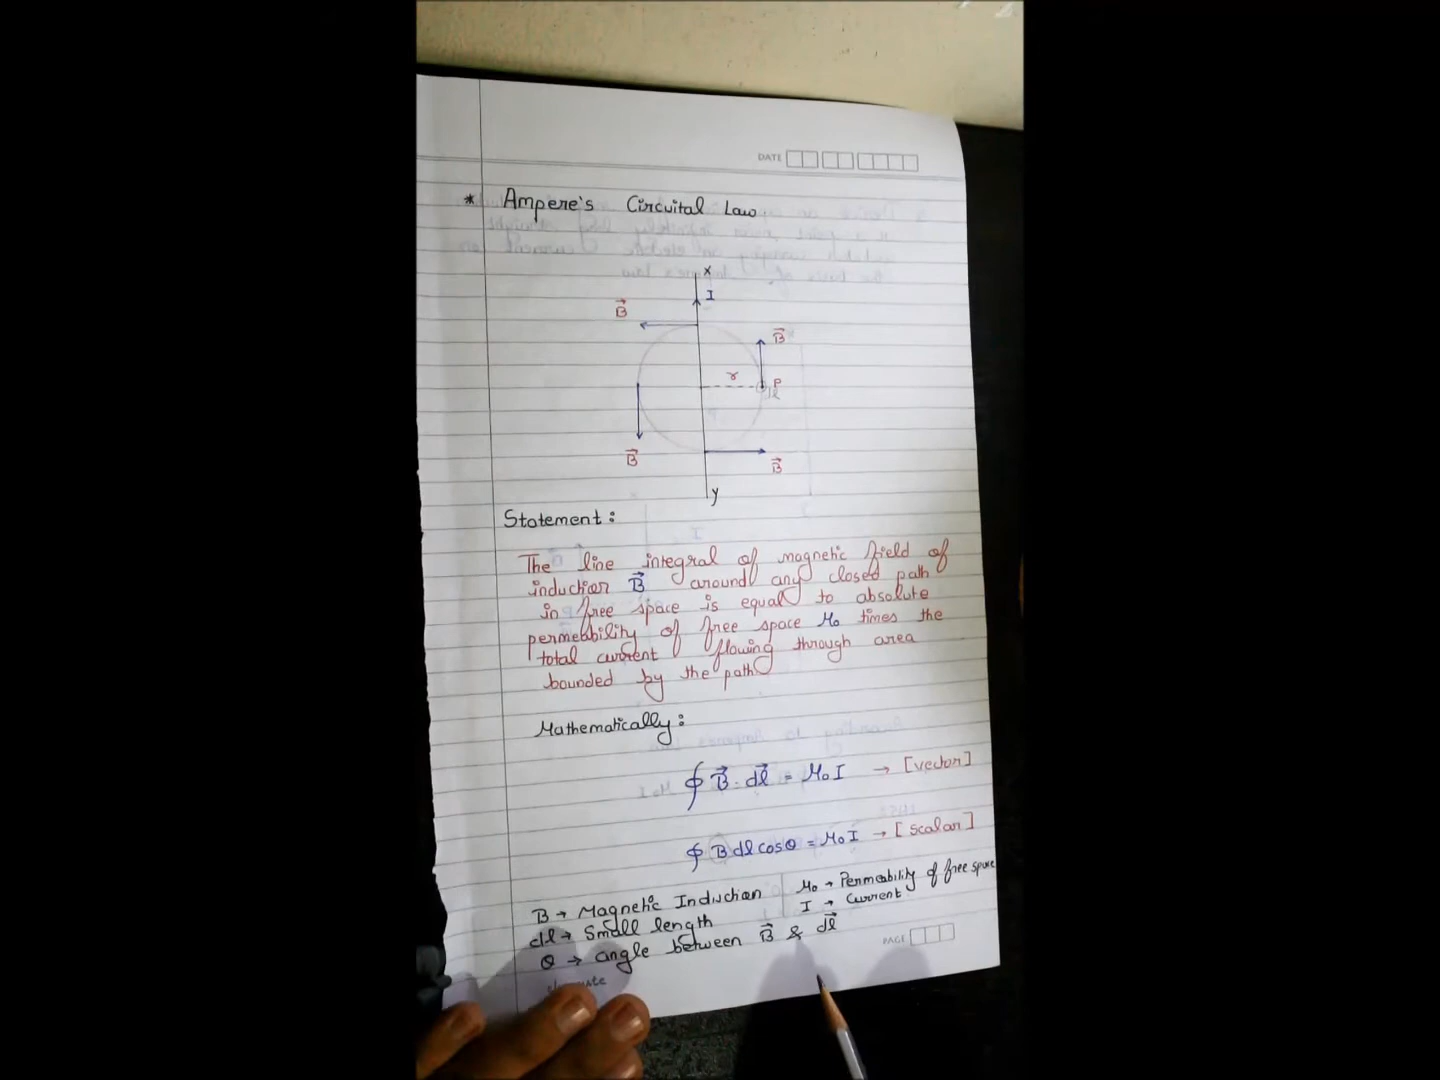 DATE
* Ampere's Circuital Law
x
I
B⃗
B⃗
r
P
dl
B⃗
B⃗
y
Statement:
The line integral of magnetic field of
induction B⃗ around any closed path
in free space is equal to absolute
permeability of free space μ₀ times the
total current flowing through area
bounded by the path
Mathematically:
∮ B⃗ . dl⃗ = μ₀ I → [vector]
∮ B dl cosθ = μ₀ I → [scalar]
B → Magnetic Induction
μ₀ → Permeability of free space
dl → Small length
I → Current
θ → angle between B⃗ & dl⃗
PAGE